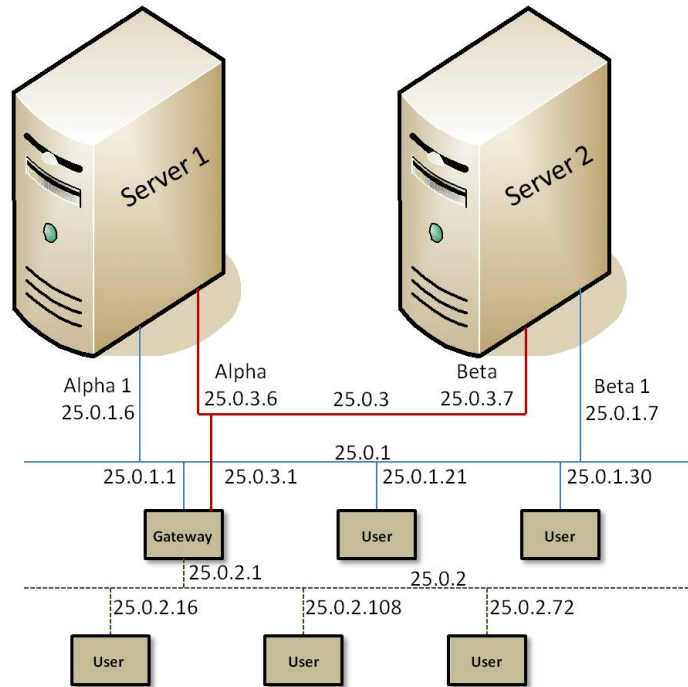 Server 1
Server 2
Alpha 1
25.0.1.6
Alpha
25.0.3.6
25.0.3
Beta
25.0.3.7
Beta 1
25.0.1.7
25.0.1
25.0.1.1
25.0.3.1
25.0.1.21
25.0.1.30
Gateway
User
User
25.0.2.1
25.0.2
25.0.2.16
25.0.2.108
25.0.2.72
User
User
User